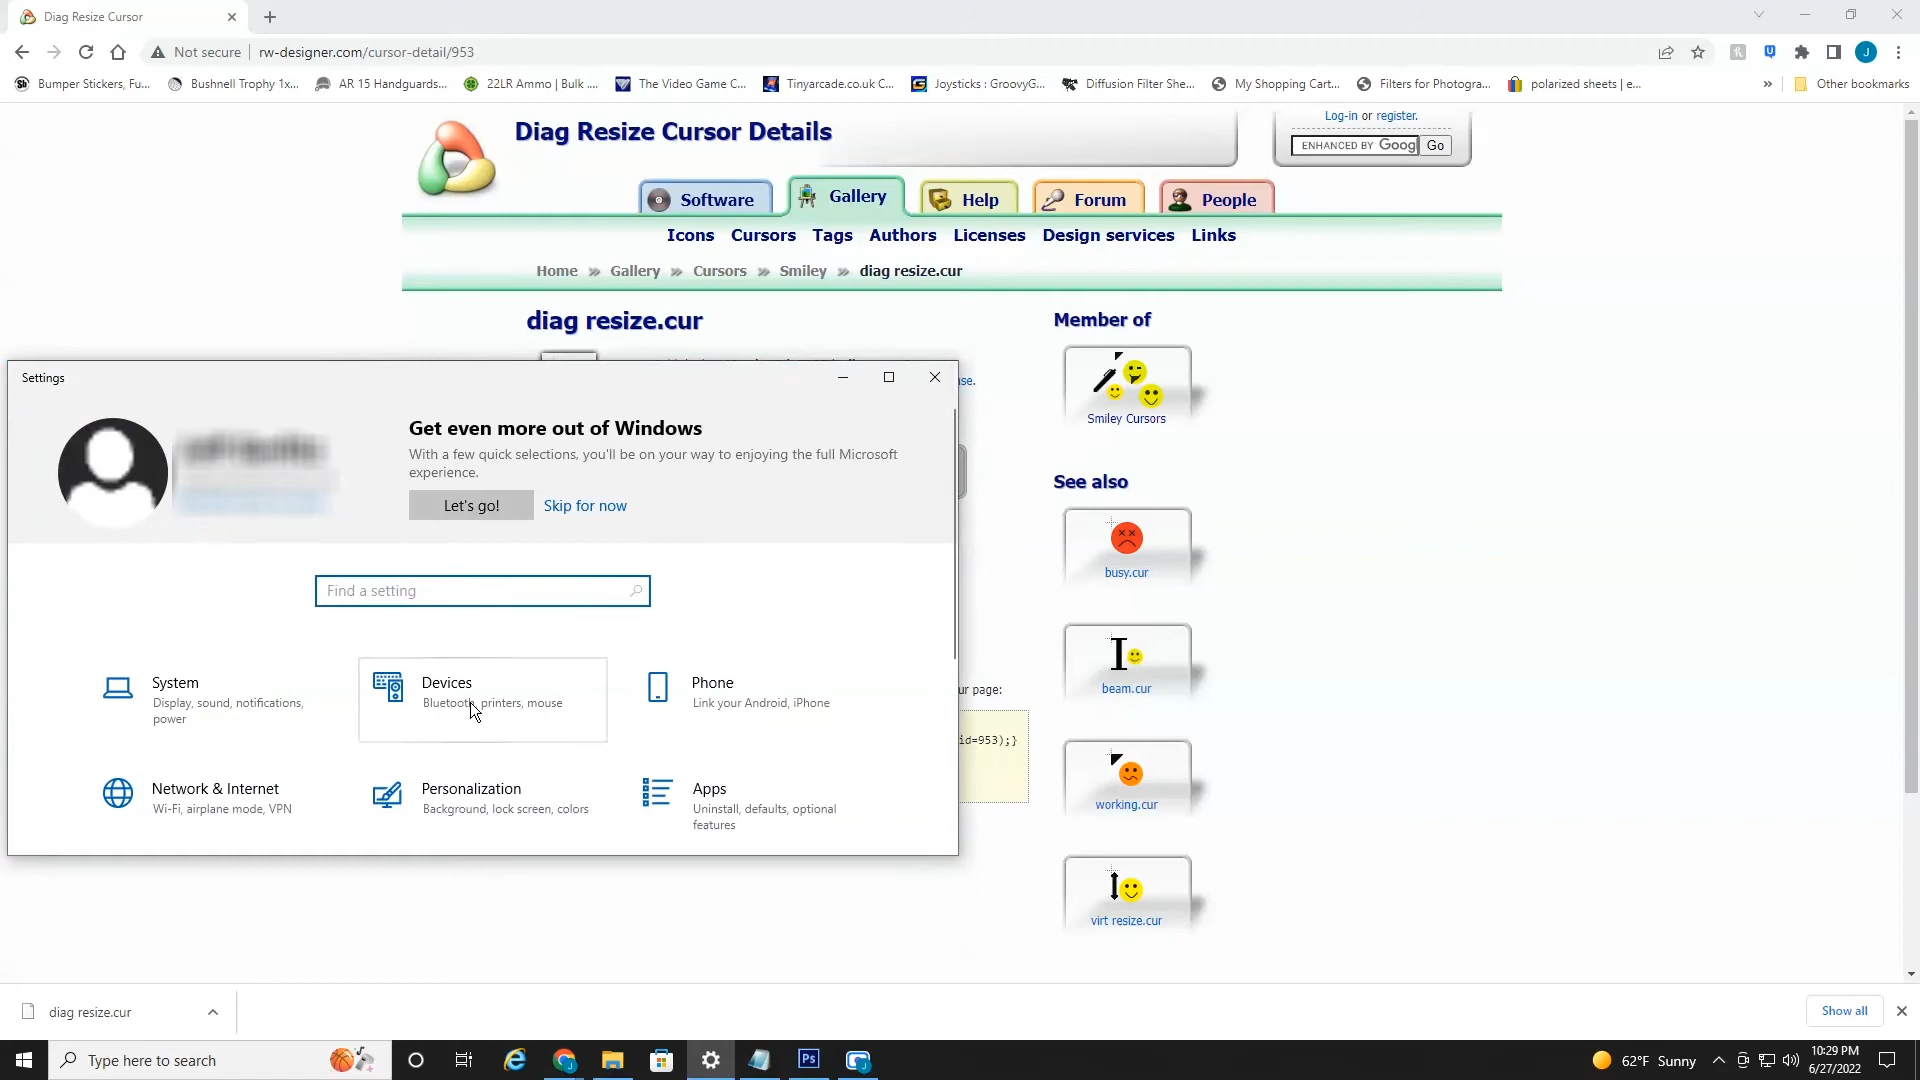 Diag Resize Cursor
Not secure rw-designer.com/cursor-detail/953
Bumper Stickers, Fu... Bushnell Trophy 1x... AR 15 Handguards... 22LR Ammo | Bulk .... The Video Game C... Tinyarcade.co.uk C... Joysticks : GroovyG... Diffusion Filter She... My Shopping Cart... Filters for Photogra... polarized sheets | e... » Other bookmarks
Diag Resize Cursor Details
Log-in or register.
ENHANCED BY Goog Go
Software Gallery Help Forum People
Icons Cursors Tags Authors Licenses Design services Links
Home » Gallery » Cursors » Smiley » diag resize.cur
diag resize.cur
Member of
Smiley Cursors
See also
busy.cur
beam.cur
working.cur
virt resize.cur
se.
ur page:
id=953);}
Settings
Get even more out of Windows
With a few quick selections, you'll be on your way to enjoying the full Microsoft
experience.
Let's go! Skip for now
Find a setting
System
Display, sound, notifications,
power
Devices
Bluetooth, printers, mouse
Phone
Link your Android, iPhone
Network & Internet
Wi-Fi, airplane mode, VPN
Personalization
Background, lock screen, colors
Apps
Uninstall, defaults, optional
features
diag resize.cur
Show all
Type here to search
Ps
62°F Sunny
10:29 PM
6/27/2022